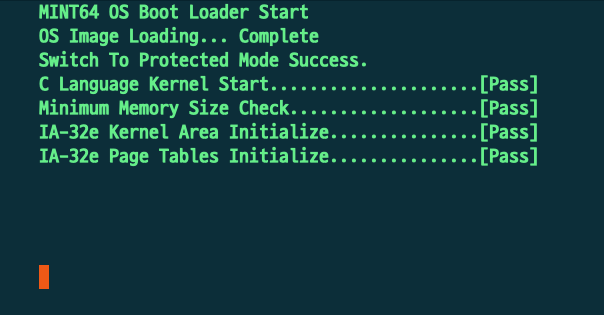 MINT64 OS Boot Loader Start
OS Image Loading... Complete
Switch To Protected Mode Success.
C Language Kernel Start.....................[Pass]
Minimum Memory Size Check...................[Pass]
IA-32e Kernel Area Initialize...............[Pass]
IA-32e Page Tables Initialize...............[Pass]